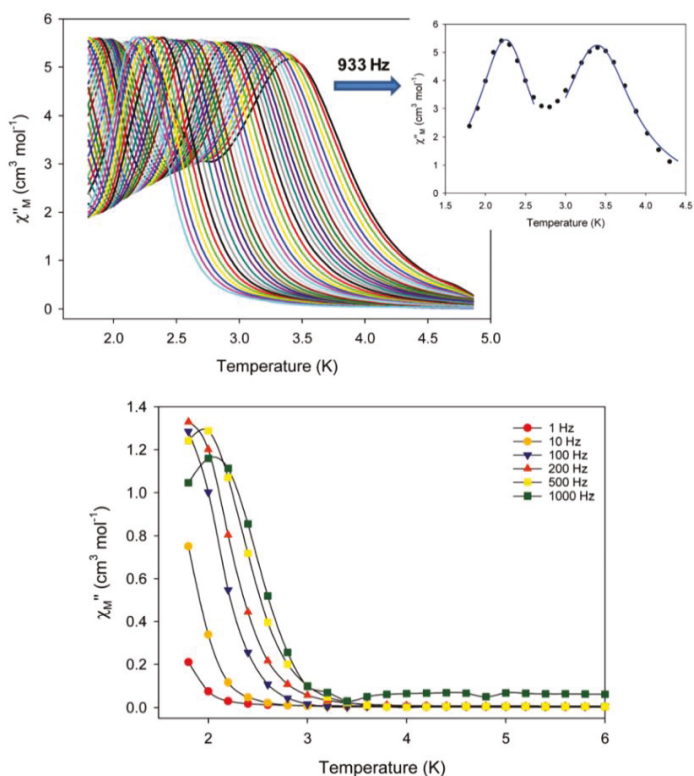 χ"M (cm³ mol⁻¹)
6
5
4
3
2
1
0
2.0 2.5 3.0 3.5 4.0 4.5 5.0
Temperature (K)
933 Hz
χ"M (cm³ mol⁻¹)
6
5
4
3
2
1
0
1.5 2.0 2.5 3.0 3.5 4.0 4.5
Temperature (K)
χM" (cm³ mol⁻¹)
1.4
1.2
1.0
0.8
0.6
0.4
0.2
0.0
2 3 4 5 6
Temperature (K)
1 Hz
10 Hz
100 Hz
200 Hz
500 Hz
1000 Hz